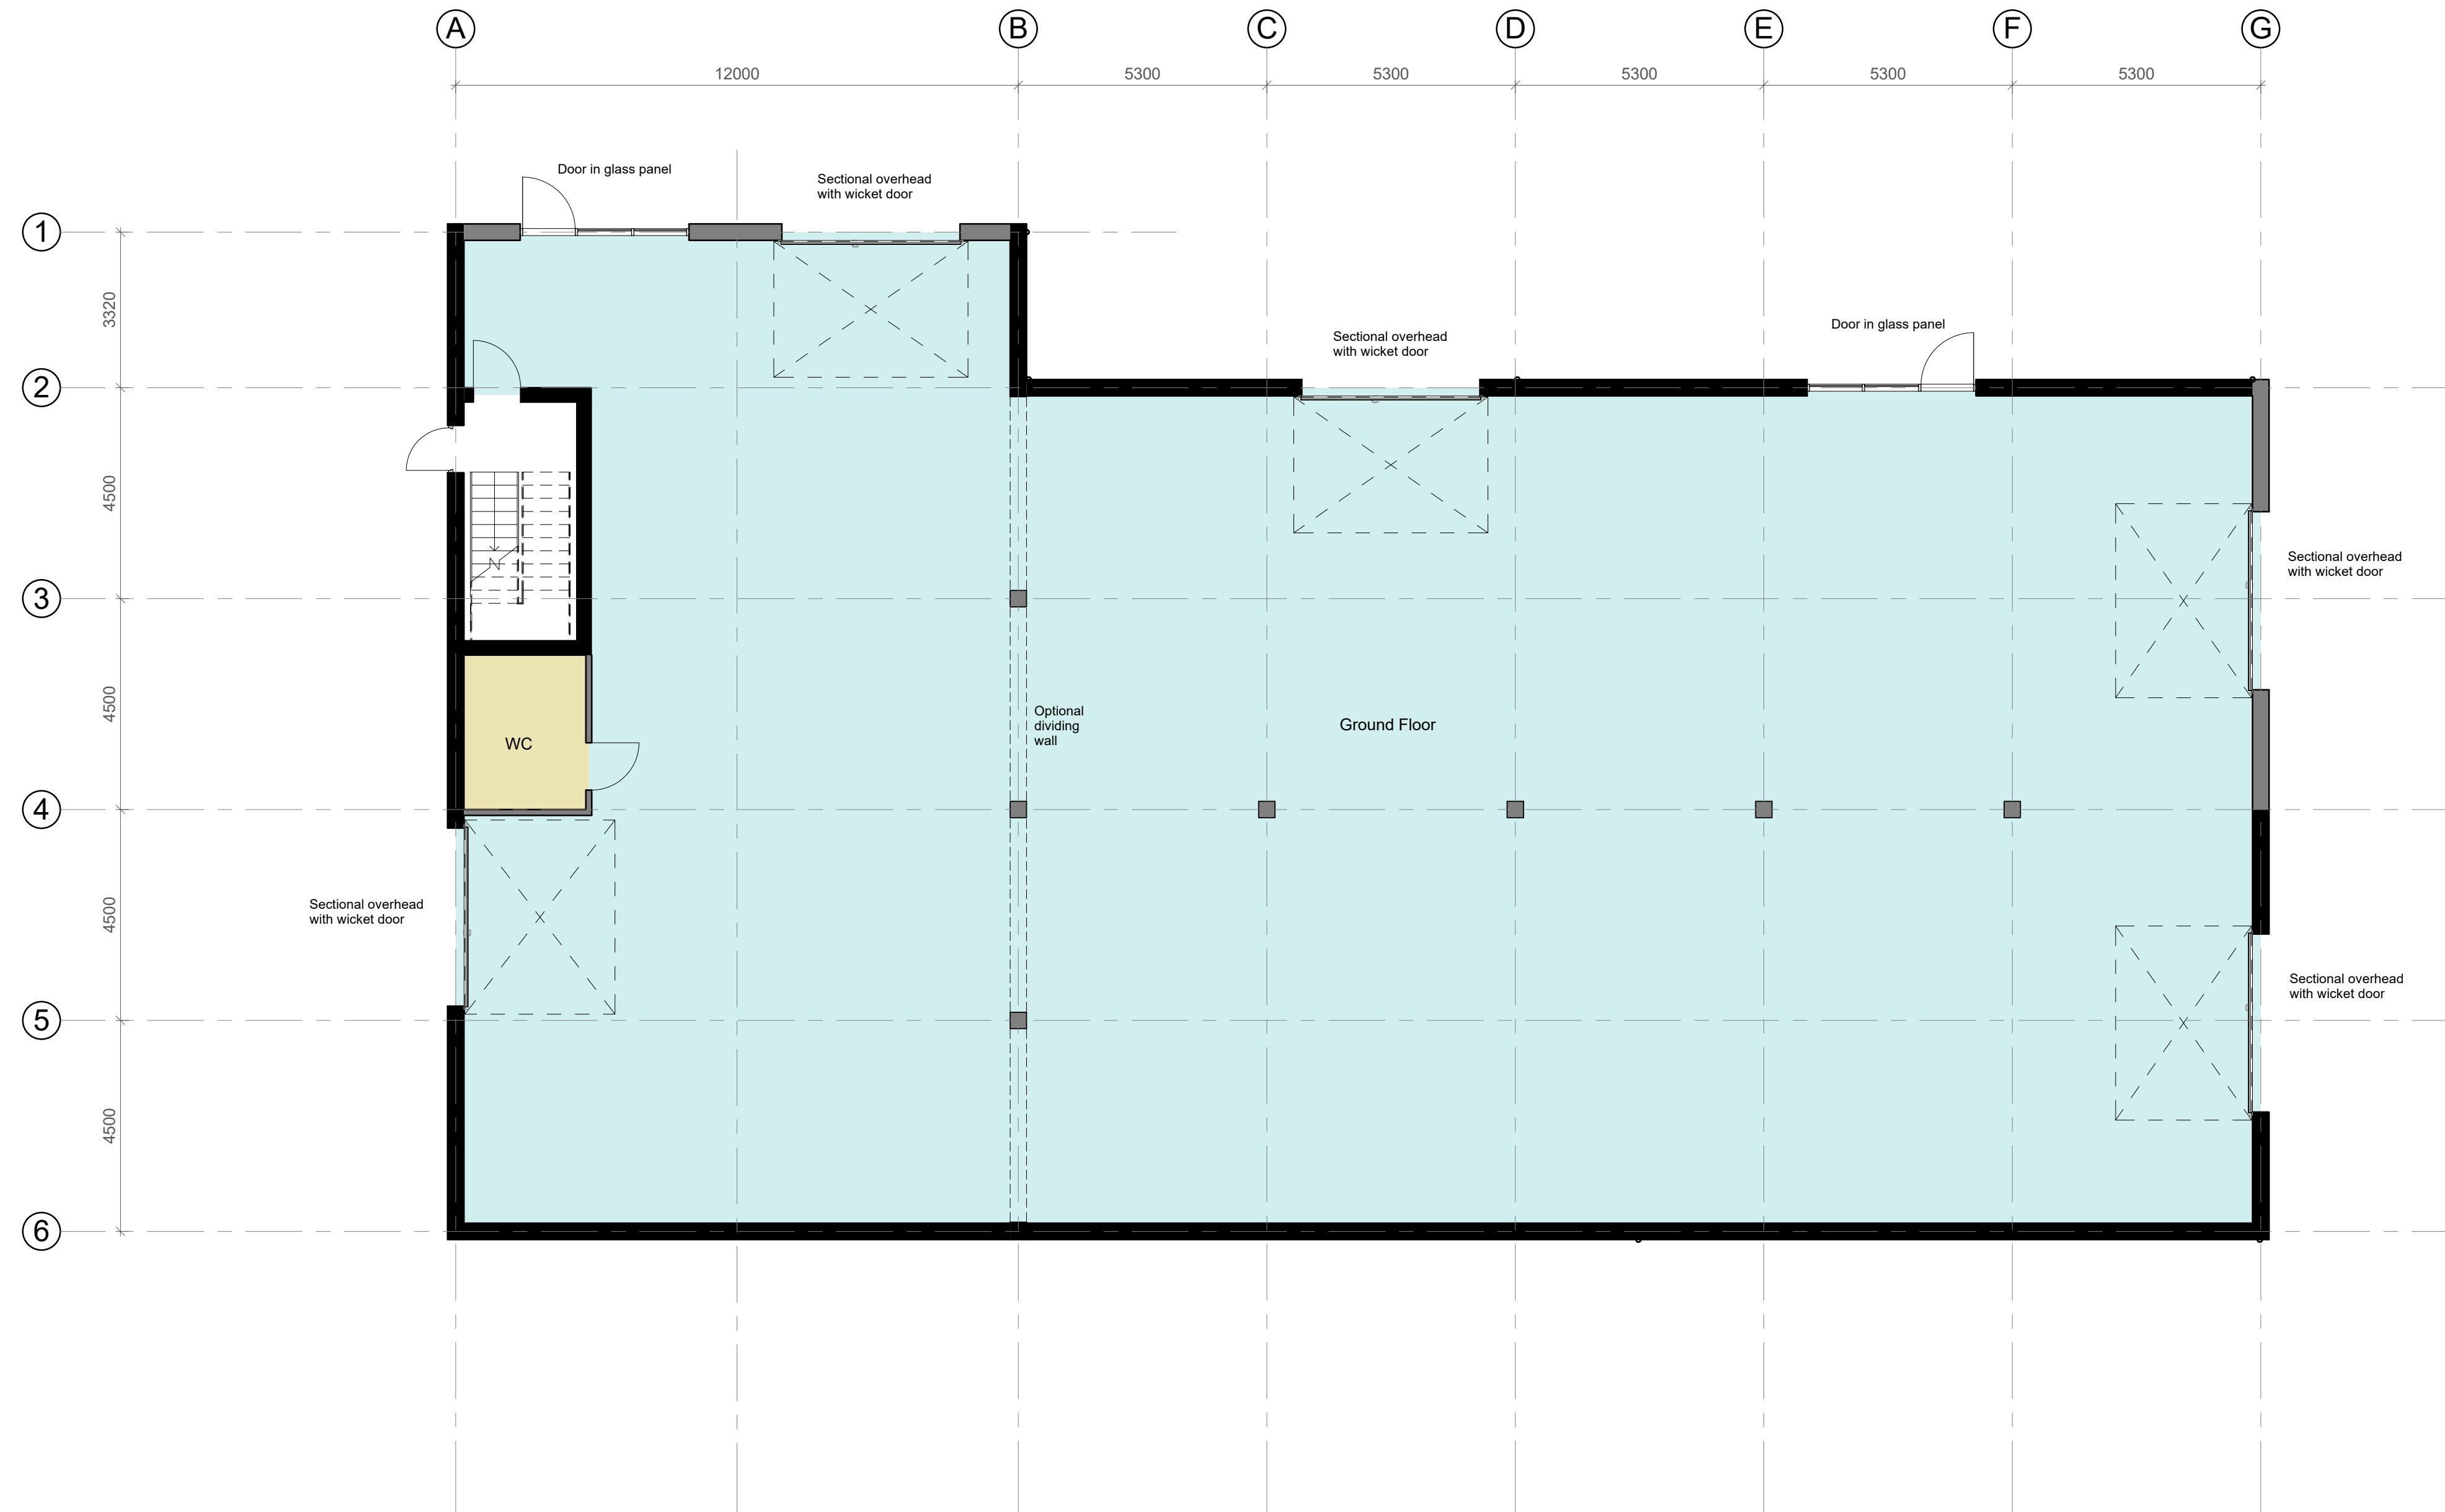 A
B
C
D
E
F
G
12000
5300
5300
5300
5300
5300
Door in glass panel
Sectional overhead
with wicket door
1
3320
Sectional overhead
with wicket door
Door in glass panel
2
4500
Sectional overhead
with wicket door
3
4500
WC
Optional
dividing
wall
Ground Floor
4
4500
Sectional overhead
with wicket door
Sectional overhead
with wicket door
5
4500
6